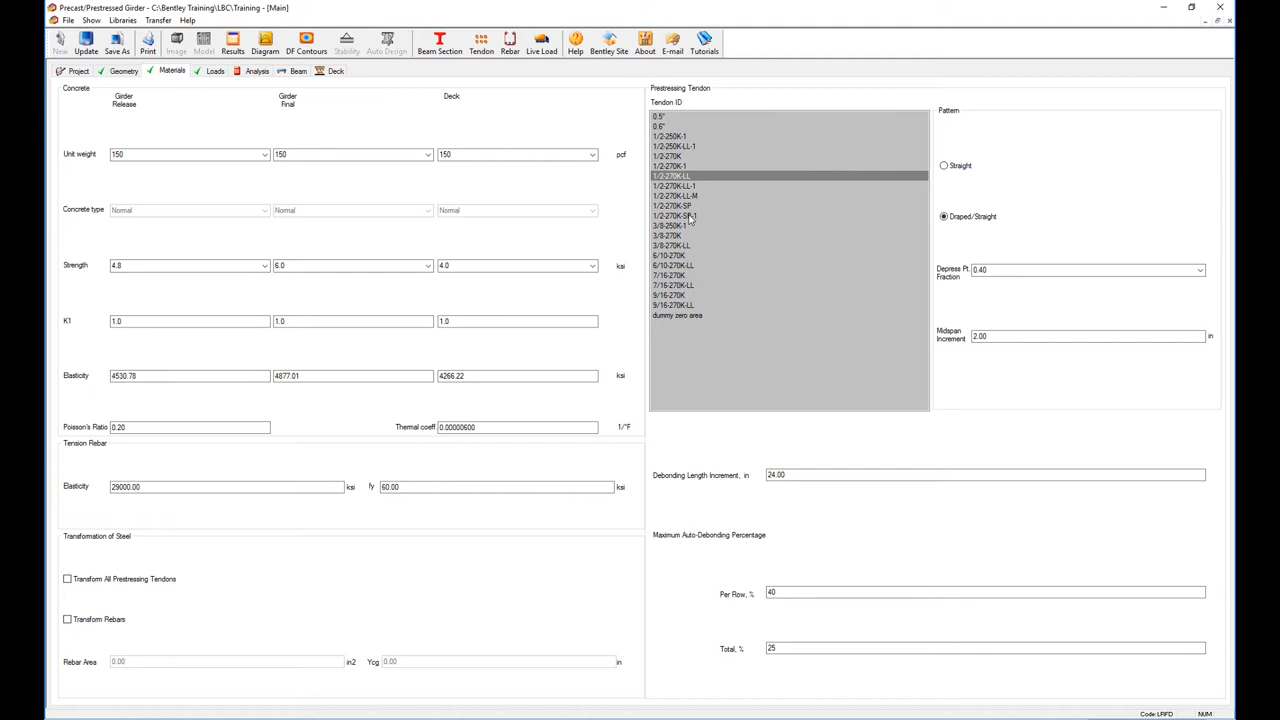 Precast/Prestressed Girder - C:\Bentley Training\LBC\Training - [Main]
File Show Libraries Transfer Help
New Update Save As Print Image Model Results Diagram DF Contours Stability Auto Design Beam Section Tendon Rebar Live Load Help Bentley Site About E-mail Tutorials
Project Geometry Materials Loads Analysis Beam Deck
Concrete
Girder Release
Girder Final
Deck
Unit weight 150 150 150 pcf
Concrete type Normal Normal Normal
Strength 4.8 6.0 4.0 ksi
K1 1.0 1.0 1.0
Elasticity 4530.78 4877.01 4266.22 ksi
Poisson's Ratio 0.20 Thermal coeff. 0.00000600 1/°F
Tension Rebar
Elasticity 29000.00 ksi fy 60.00 ksi
Transformation of Steel
Transform All Prestressing Tendons
Transform Rebars
Rebar Area 0.00 in2 Ycg 0.00 in
Prestressing Tendon
Tendon ID
0.5"
0.6"
1/2-250K-1
1/2-250K-LL-1
1/2-270K
1/2-270K-1
1/2-270K-LL
1/2-270K-LL-1
1/2-270K-LL-M
1/2-270K-SP
1/2-270K-SP-1
3/8-250K-1
3/8-270K
3/8-270K-LL
6/10-270K
6/10-270K-LL
7/16-270K
7/16-270K-LL
9/16-270K
9/16-270K-LL
dummy zero area
Pattern
Straight
Draped/Straight
Depress Pt. Fraction 0.40
Midspan Increment 2.00 in
Debonding Length Increment, in 24.00
Maximum Auto-Debonding Percentage
Per Row, % 40
Total, % 25
Code:LRFD NUM